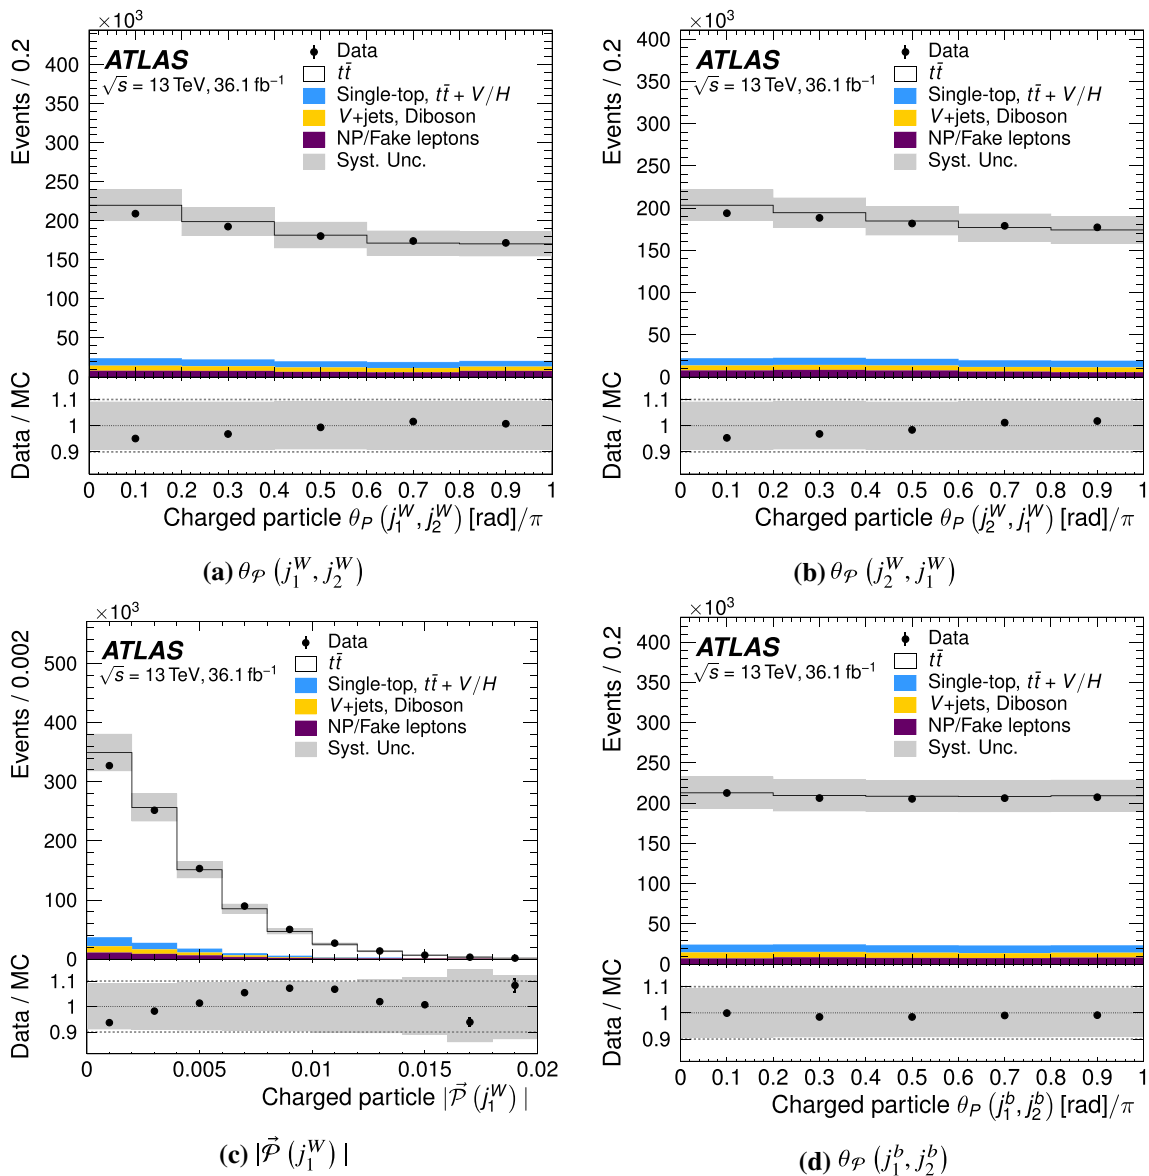 ×10³
Events / 0.2
400
350
300
250
200
150
100
50
0
ATLAS
√s = 13 TeV, 36.1 fb⁻¹
Data
tt̄
Single-top, tt̄ + V/H
V+jets, Diboson
NP/Fake leptons
Syst. Unc.
Data / MC
1.1
1
0.9
0 0.1 0.2 0.3 0.4 0.5 0.6 0.7 0.8 0.9 1
Charged particle θ_P (j₁^W, j₂^W) [rad]/π
(a) θ_𝒫 (j₁^W, j₂^W)
×10³
Events / 0.2
400
350
300
250
200
150
100
50
0
ATLAS
√s = 13 TeV, 36.1 fb⁻¹
Data
tt̄
Single-top, tt̄ + V/H
V+jets, Diboson
NP/Fake leptons
Syst. Unc.
Data / MC
1.1
1
0.9
0 0.1 0.2 0.3 0.4 0.5 0.6 0.7 0.8 0.9 1
Charged particle θ_P (j₂^W, j₁^W) [rad]/π
(b) θ_𝒫 (j₂^W, j₁^W)
×10³
Events / 0.002
500
400
300
200
100
0
ATLAS
√s = 13 TeV, 36.1 fb⁻¹
Data
tt̄
Single-top, tt̄ + V/H
V+jets, Diboson
NP/Fake leptons
Syst. Unc.
Data / MC
1.1
1
0.9
0 0.005 0.01 0.015 0.02
Charged particle |𝒫⃗ (j₁^W) |
(c) |𝒫⃗ (j₁^W) |
×10³
Events / 0.2
400
350
300
250
200
150
100
50
0
ATLAS
√s = 13 TeV, 36.1 fb⁻¹
Data
tt̄
Single-top, tt̄ + V/H
V+jets, Diboson
NP/Fake leptons
Syst. Unc.
Data / MC
1.1
1
0.9
0 0.1 0.2 0.3 0.4 0.5 0.6 0.7 0.8 0.9 1
Charged particle θ_P (j₁^b, j₂^b) [rad]/π
(d) θ_𝒫 (j₁^b, j₂^b)